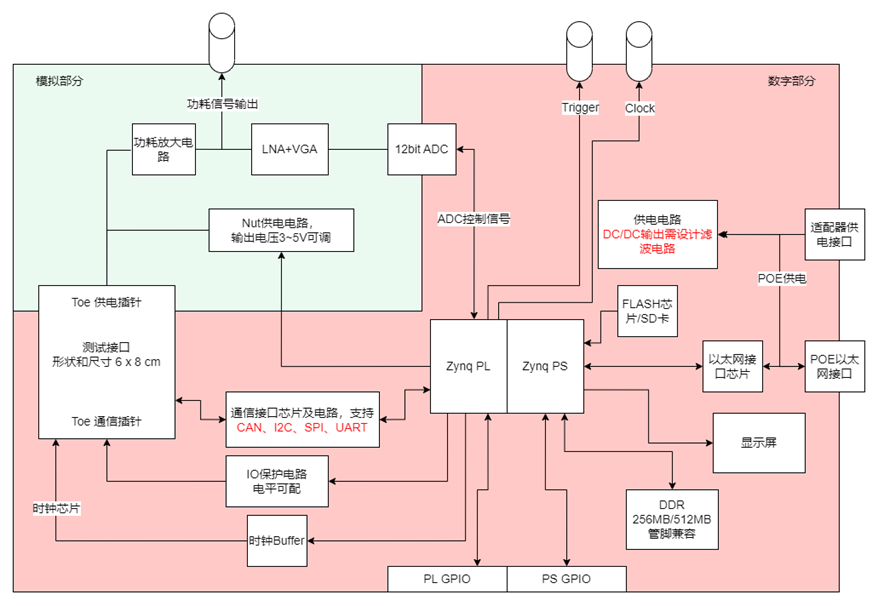 模拟部分
数字部分
功耗信号输出
Trigger
Clock
功耗放大电
路
LNA+VGA
12bit ADC
Nut供电电路，
输出电压3~5V可调
ADC控制信号
供电电路
DC/DC输出需设计滤
波电路
适配器供
电接口
POE供电
Toe 供电插针
测试接口
形状和尺寸 6 x 8 cm
Toe 通信插针
FLASH芯
片/SD卡
Zynq PL
Zynq PS
以太网接
口芯片
POE以太
网接口
通信接口芯片及电路，支持
CAN、I2C、SPI、UART
显示屏
IO保护电路
电平可配
时钟芯片
DDR
256MB/512MB
管脚兼容
时钟Buffer
PL GPIO
PS GPIO